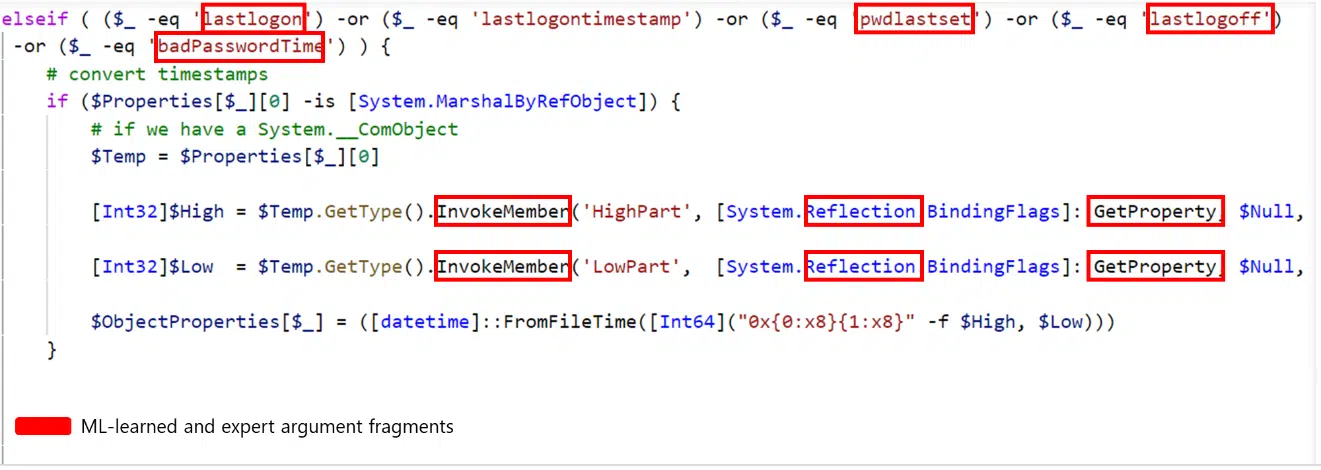 elseif ( ($_ -eq 'lastlogon') -or ($_ -eq 'lastlogontimestamp') -or ($_ -eq 'pwdlastset') -or ($_ -eq 'lastlogoff')
-or ($_ -eq 'badPasswordTime') ) {
# convert timestamps
if ($Properties[$_][0] -is [System.MarshalByRefObject]) {
# if we have a System.__ComObject
$Temp = $Properties[$_][0]
[Int32]$High = $Temp.GetType().InvokeMember('HighPart', [System.Reflection BindingFlags]: GetProperty, $Null,
[Int32]$Low = $Temp.GetType().InvokeMember('LowPart', [System.Reflection BindingFlags]: GetProperty, $Null,
$ObjectProperties[$_] = ([datetime]::FromFileTime([Int64]("0x{0:x8}{1:x8}" -f $High, $Low)))
}
ML-learned and expert argument fragments